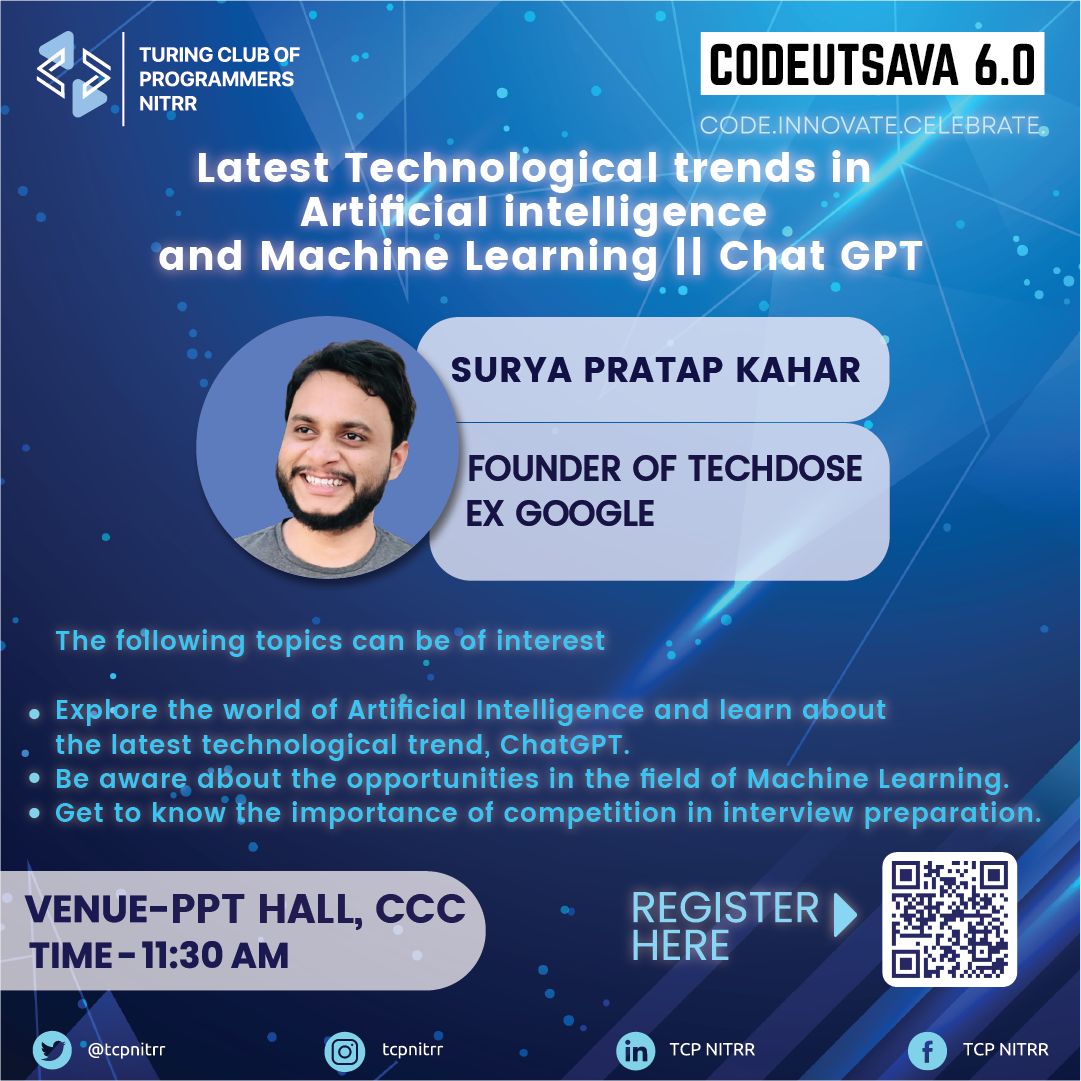 TURING CLUB OF
PROGRAMMERS
NITRR
CODEUTSAVA 6.0
CODE.INNOVATE.CELEBRATE.
Latest Technological trends in
Artificial intelligence
and Machine Learning || Chat GPT
SURYA PRATAP KAHAR
FOUNDER OF TECHDOSE
EX GOOGLE
The following topics can be of interest
• Explore the world of Artificial Intelligence and learn about
the latest technological trend, ChatGPT.
• Be aware about the opportunities in the field of Machine Learning.
• Get to know the importance of competition in interview preparation.
VENUE-PPT HALL, CCC
TIME - 11:30 AM
REGISTER
HERE
@tcpnitrr
tcpnitrr
TCP NITRR
TCP NITRR